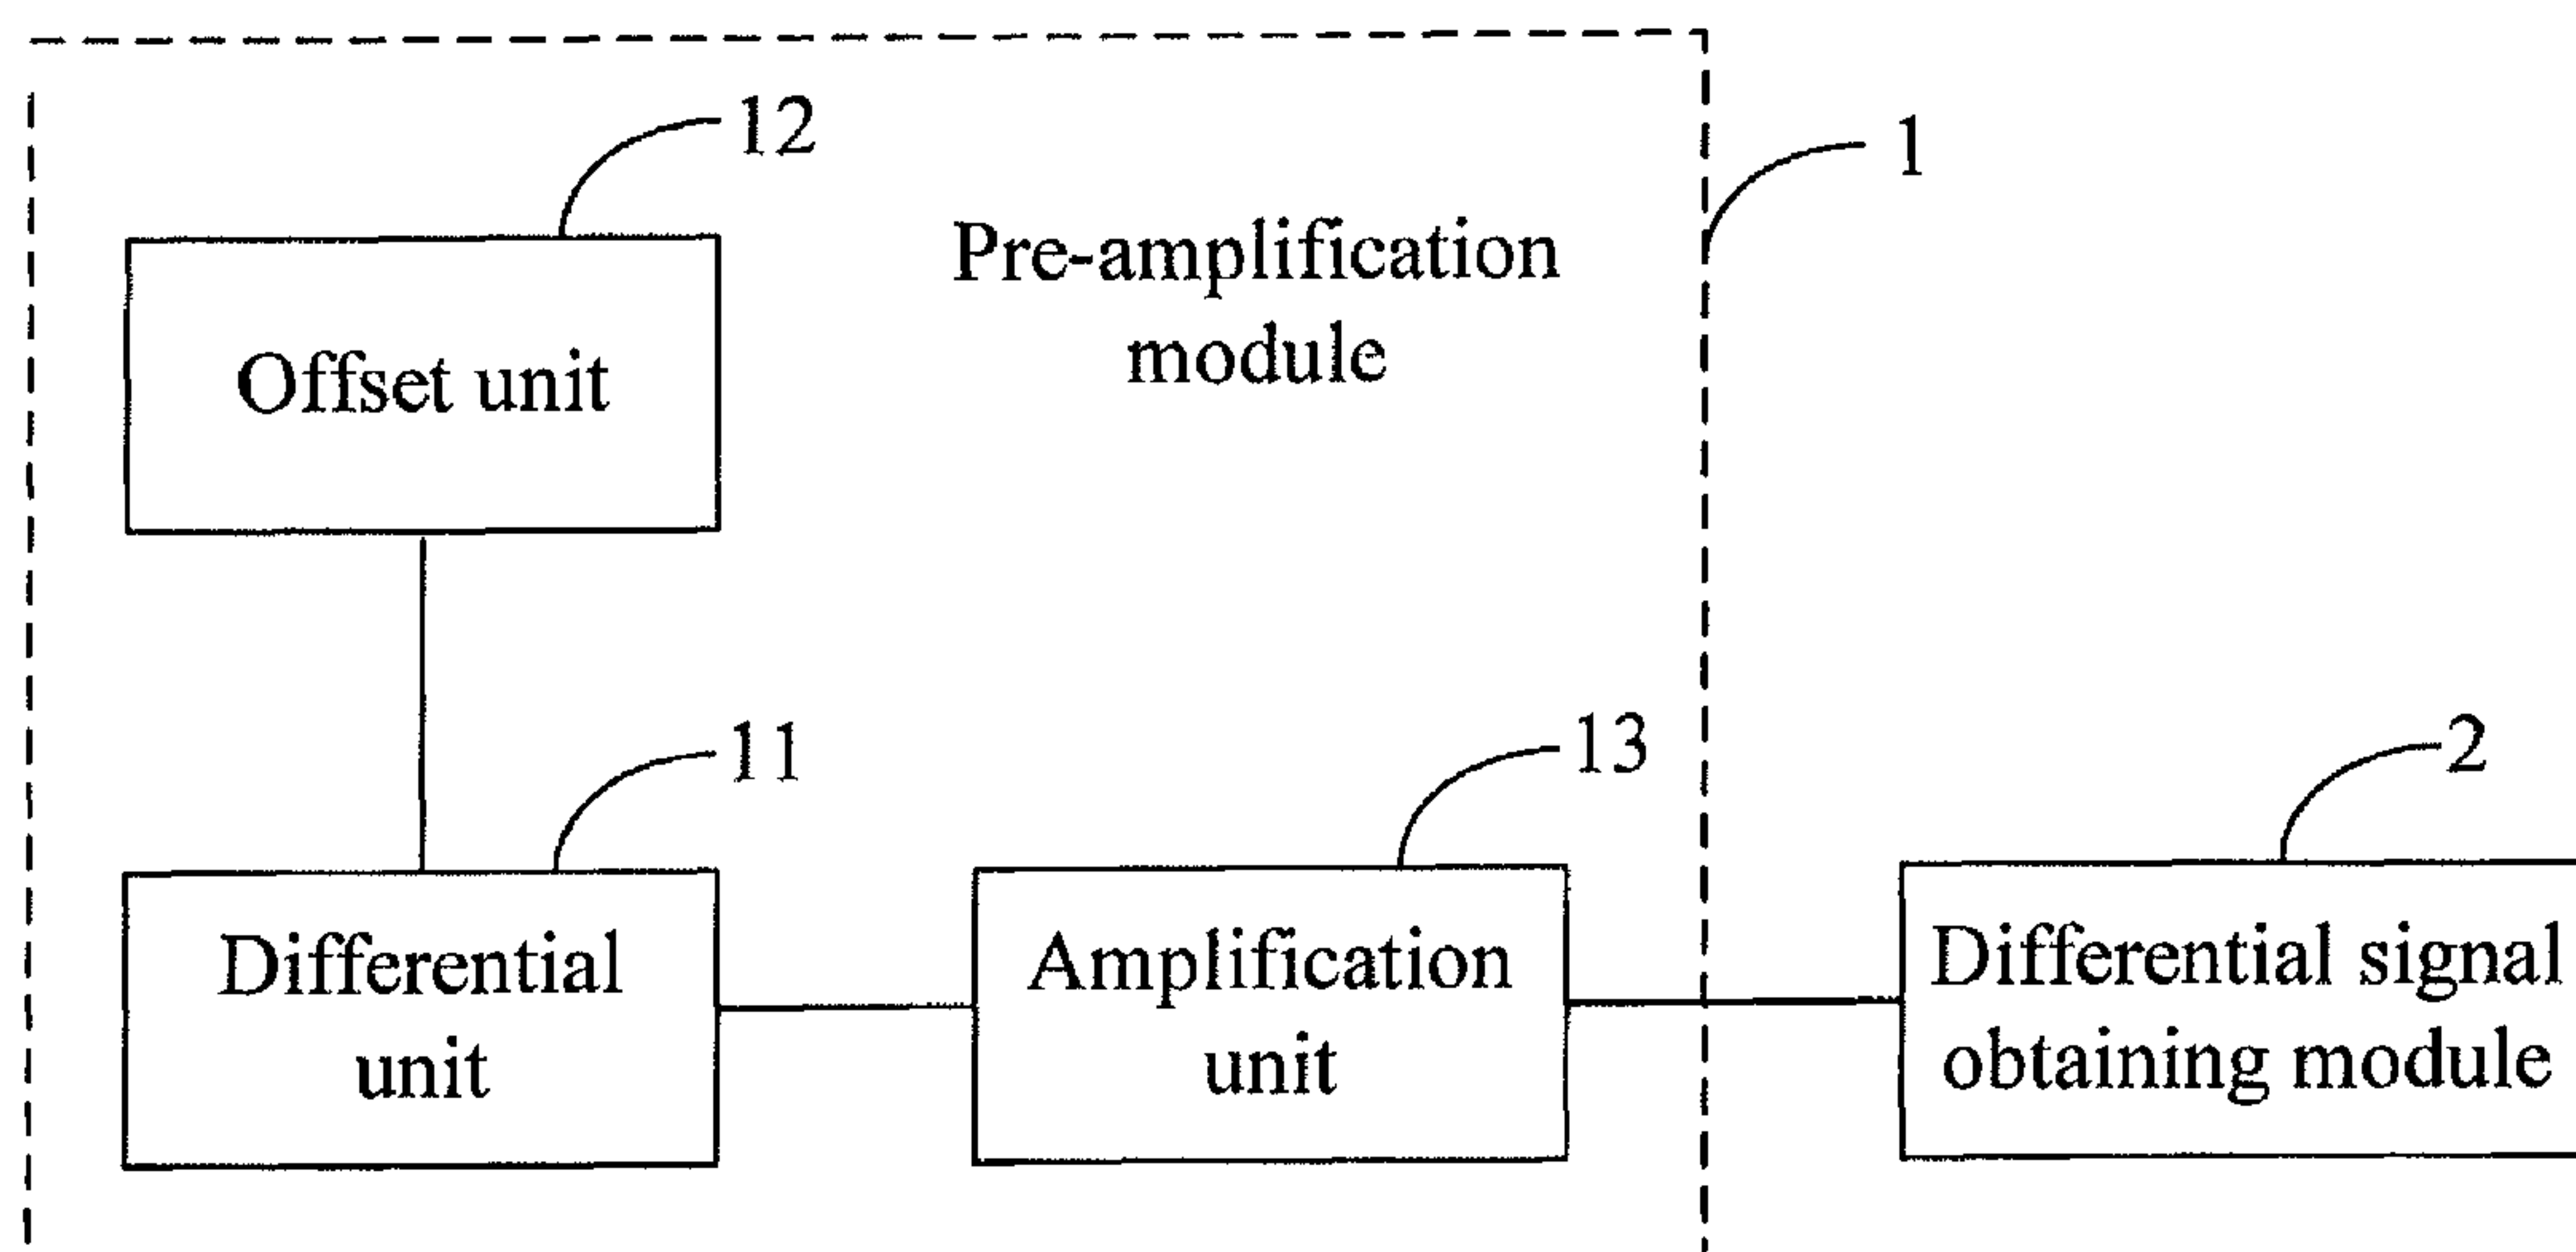 12
1
Pre-amplification
module
Offset unit
11
13
2
Differential
unit
Amplification
unit
Differential signal
obtaining module